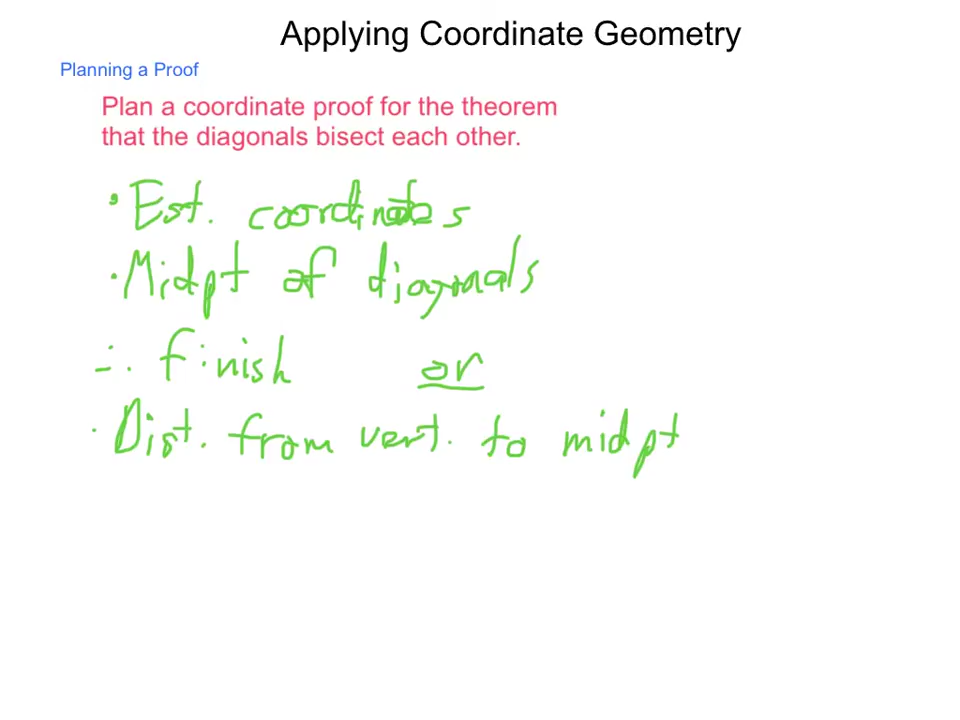 Applying Coordinate Geometry
Planning a Proof
Plan a coordinate proof for the theorem
that the diagonals bisect each other.
• Est. coordinates
• Midpt of diagonals
∴ finish or
• Dist. from vert. to midpt